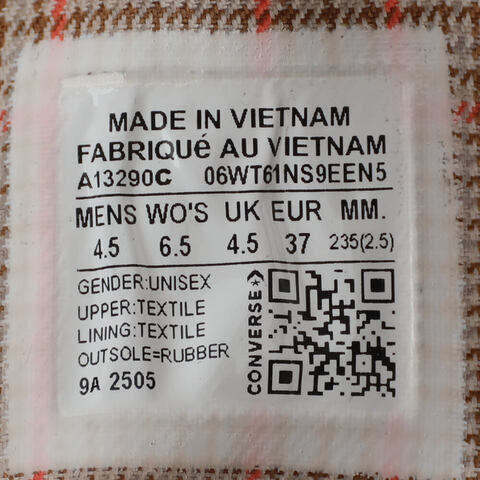 MADE IN VIETNAM
FABRIQUé AU VIETNAM
A13290C 06WT61NS9EEN5
MENS WO'S UK EUR MM.
4.5 6.5 4.5 37 235(2.5)
GENDER:UNISEX
UPPER:TEXTILE
LINING:TEXTILE
OUTSOLE=RUBBER
9A 2505
CONVERSE